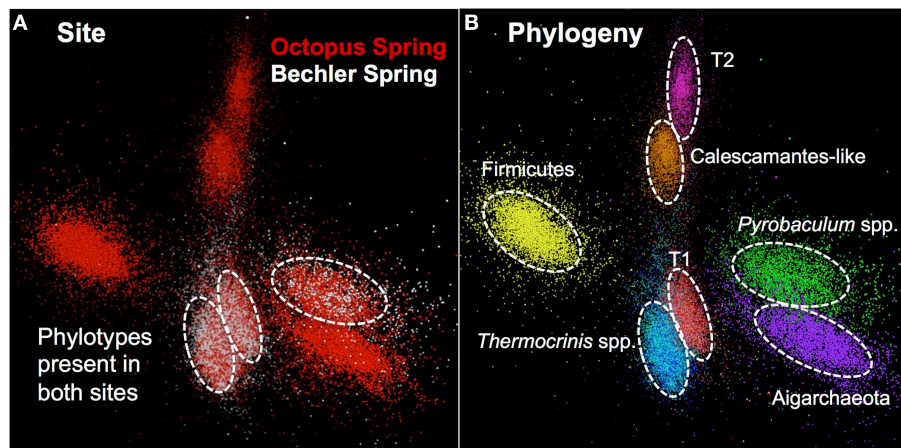 A
Site
Octopus Spring
Bechler Spring
Phylotypes
present in
both sites
B
Phylogeny
T2
Calescamantes-like
Firmicutes
Pyrobaculum spp.
T1
Thermocrinis spp.
Aigarchaeota